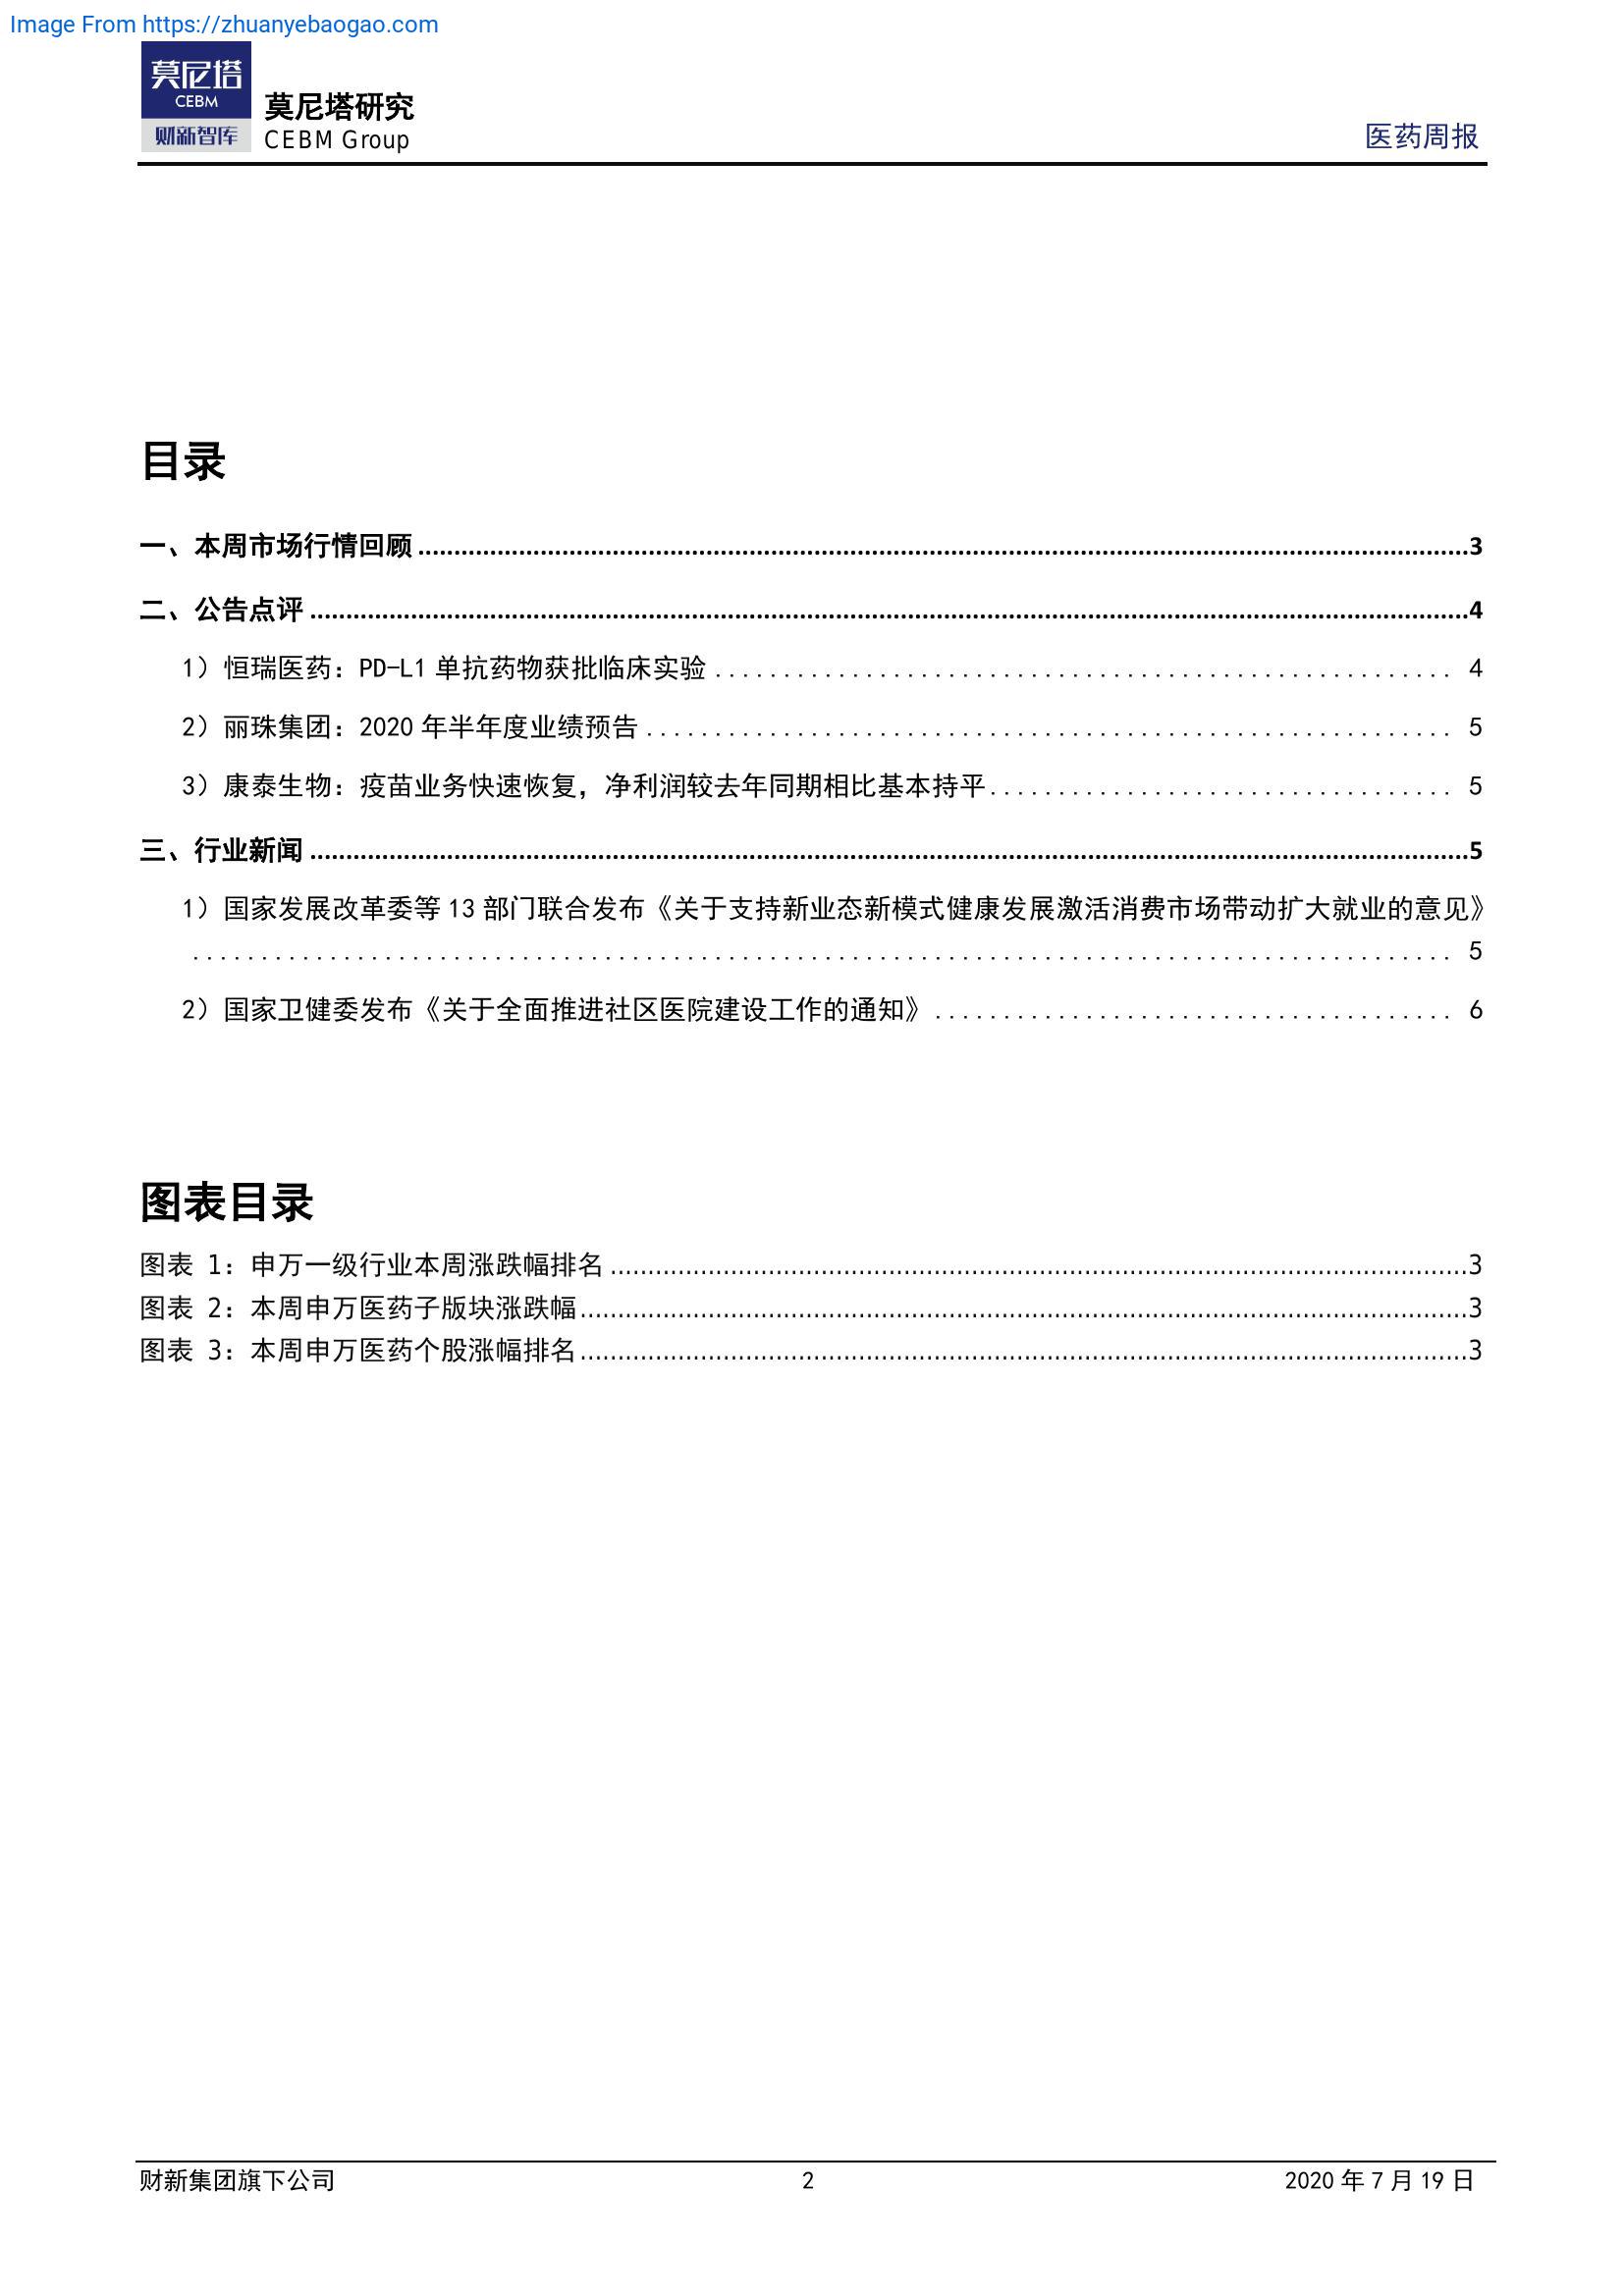 Image From https://zhuanyebaogao.com
莫尼塔
CEBM
财新智库
莫尼塔研究
CEBM Group
医药周报
目录
一、本周市场行情回顾........................................3
二、公告点评........................................4
1）恒瑞医药：PD-L1 单抗药物获批临床实验........................................ 4
2）丽珠集团：2020 年半年度业绩预告........................................ 5
3）康泰生物：疫苗业务快速恢复，净利润较去年同期相比基本持平........................................ 5
三、行业新闻........................................5
1）国家发展改革委等 13 部门联合发布《关于支持新业态新模式健康发展激活消费市场带动扩大就业的意见》
........................................ 5
2）国家卫健委发布《关于全面推进社区医院建设工作的通知》........................................ 6
图表目录
图表 1：申万一级行业本周涨跌幅排名........................................3
图表 2：本周申万医药子版块涨跌幅........................................3
图表 3：本周申万医药个股涨幅排名........................................3
财新集团旗下公司
2
2020 年 7 月 19 日